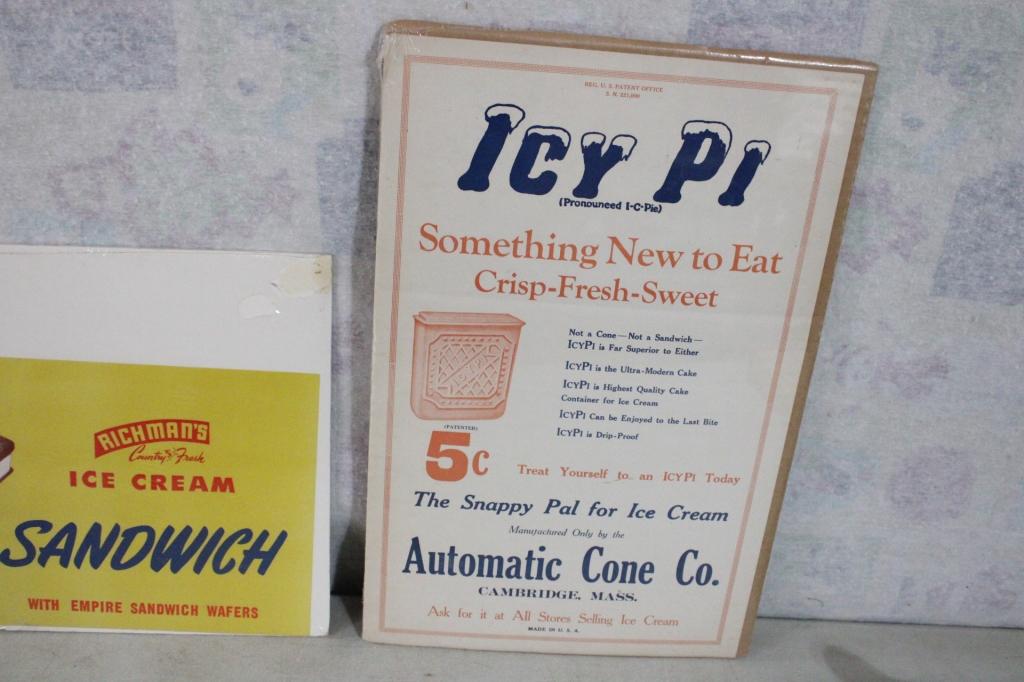 RICHMAN'S
Country Fresh
ICE CREAM
SANDWICH
WITH EMPIRE SANDWICH WAFERS
REG. U. S. PATENT OFFICE
S. N. 221,090
ICY PI
(Pronounced I-C-Pie)
Something New to Eat
Crisp-Fresh-Sweet
Not a Cone—Not a Sandwich—
ICYPI is Far Superior to Either
ICYPI is the Ultra-Modern Cake
ICYPI is Highest Quality Cake
Container for Ice Cream
ICYPI Can be Enjoyed to the Last Bite
ICYPI is Drip-Proof
(PATENTED)
5c
Treat Yourself to an ICYPI Today
The Snappy Pal for Ice Cream
Manufactured Only by the
Automatic Cone Co.
CAMBRIDGE, MASS.
Ask for it at All Stores Selling Ice Cream
MADE IN U. S. A.